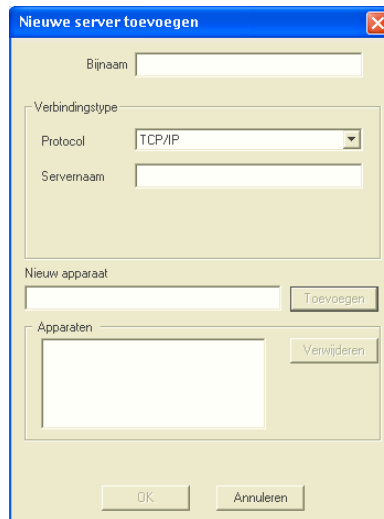 Nieuwe server toevoegen
Bijnaam
Verbindingstype
Protocol
TCP/IP
Servernaam
Nieuw apparaat
Toevoegen
Apparaten
Verwijderen
OK
Annuleren